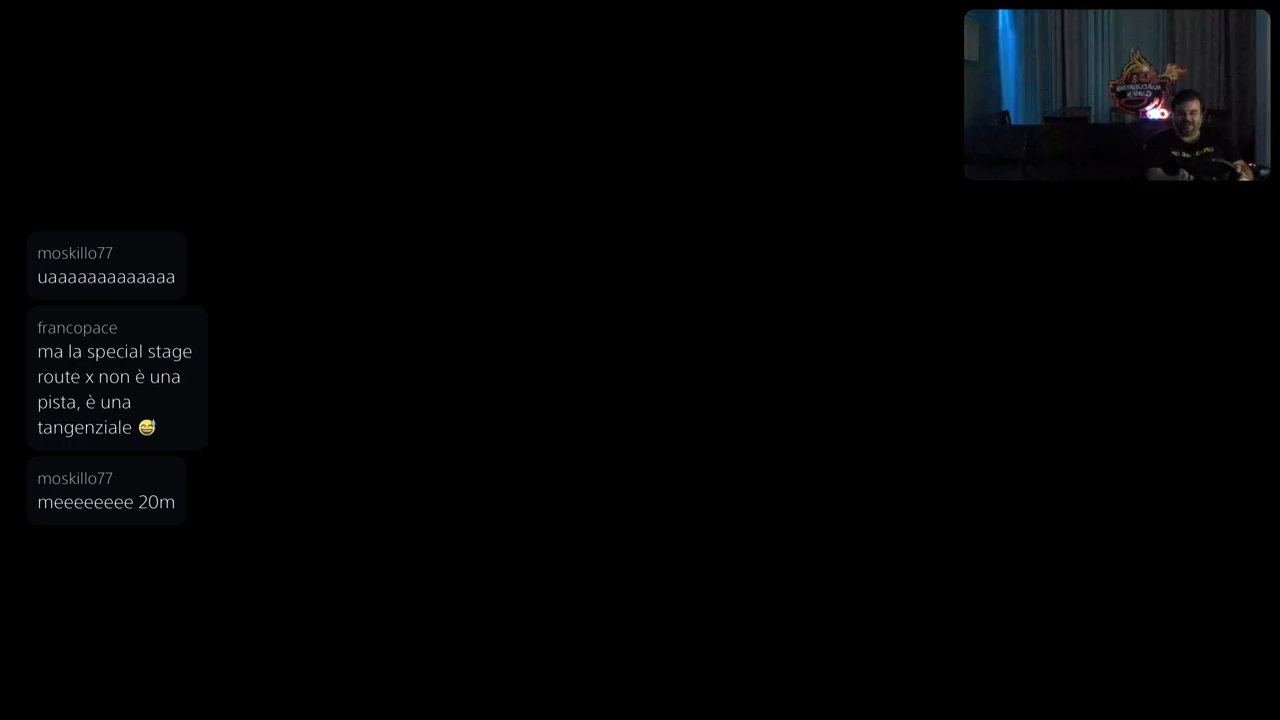 moskillo77
uaaaaaaaaaaaaa
francopace
ma la special stage
route x non è una
pista, è una
tangenziale 😅
moskillo77
meeeeeeee 20m